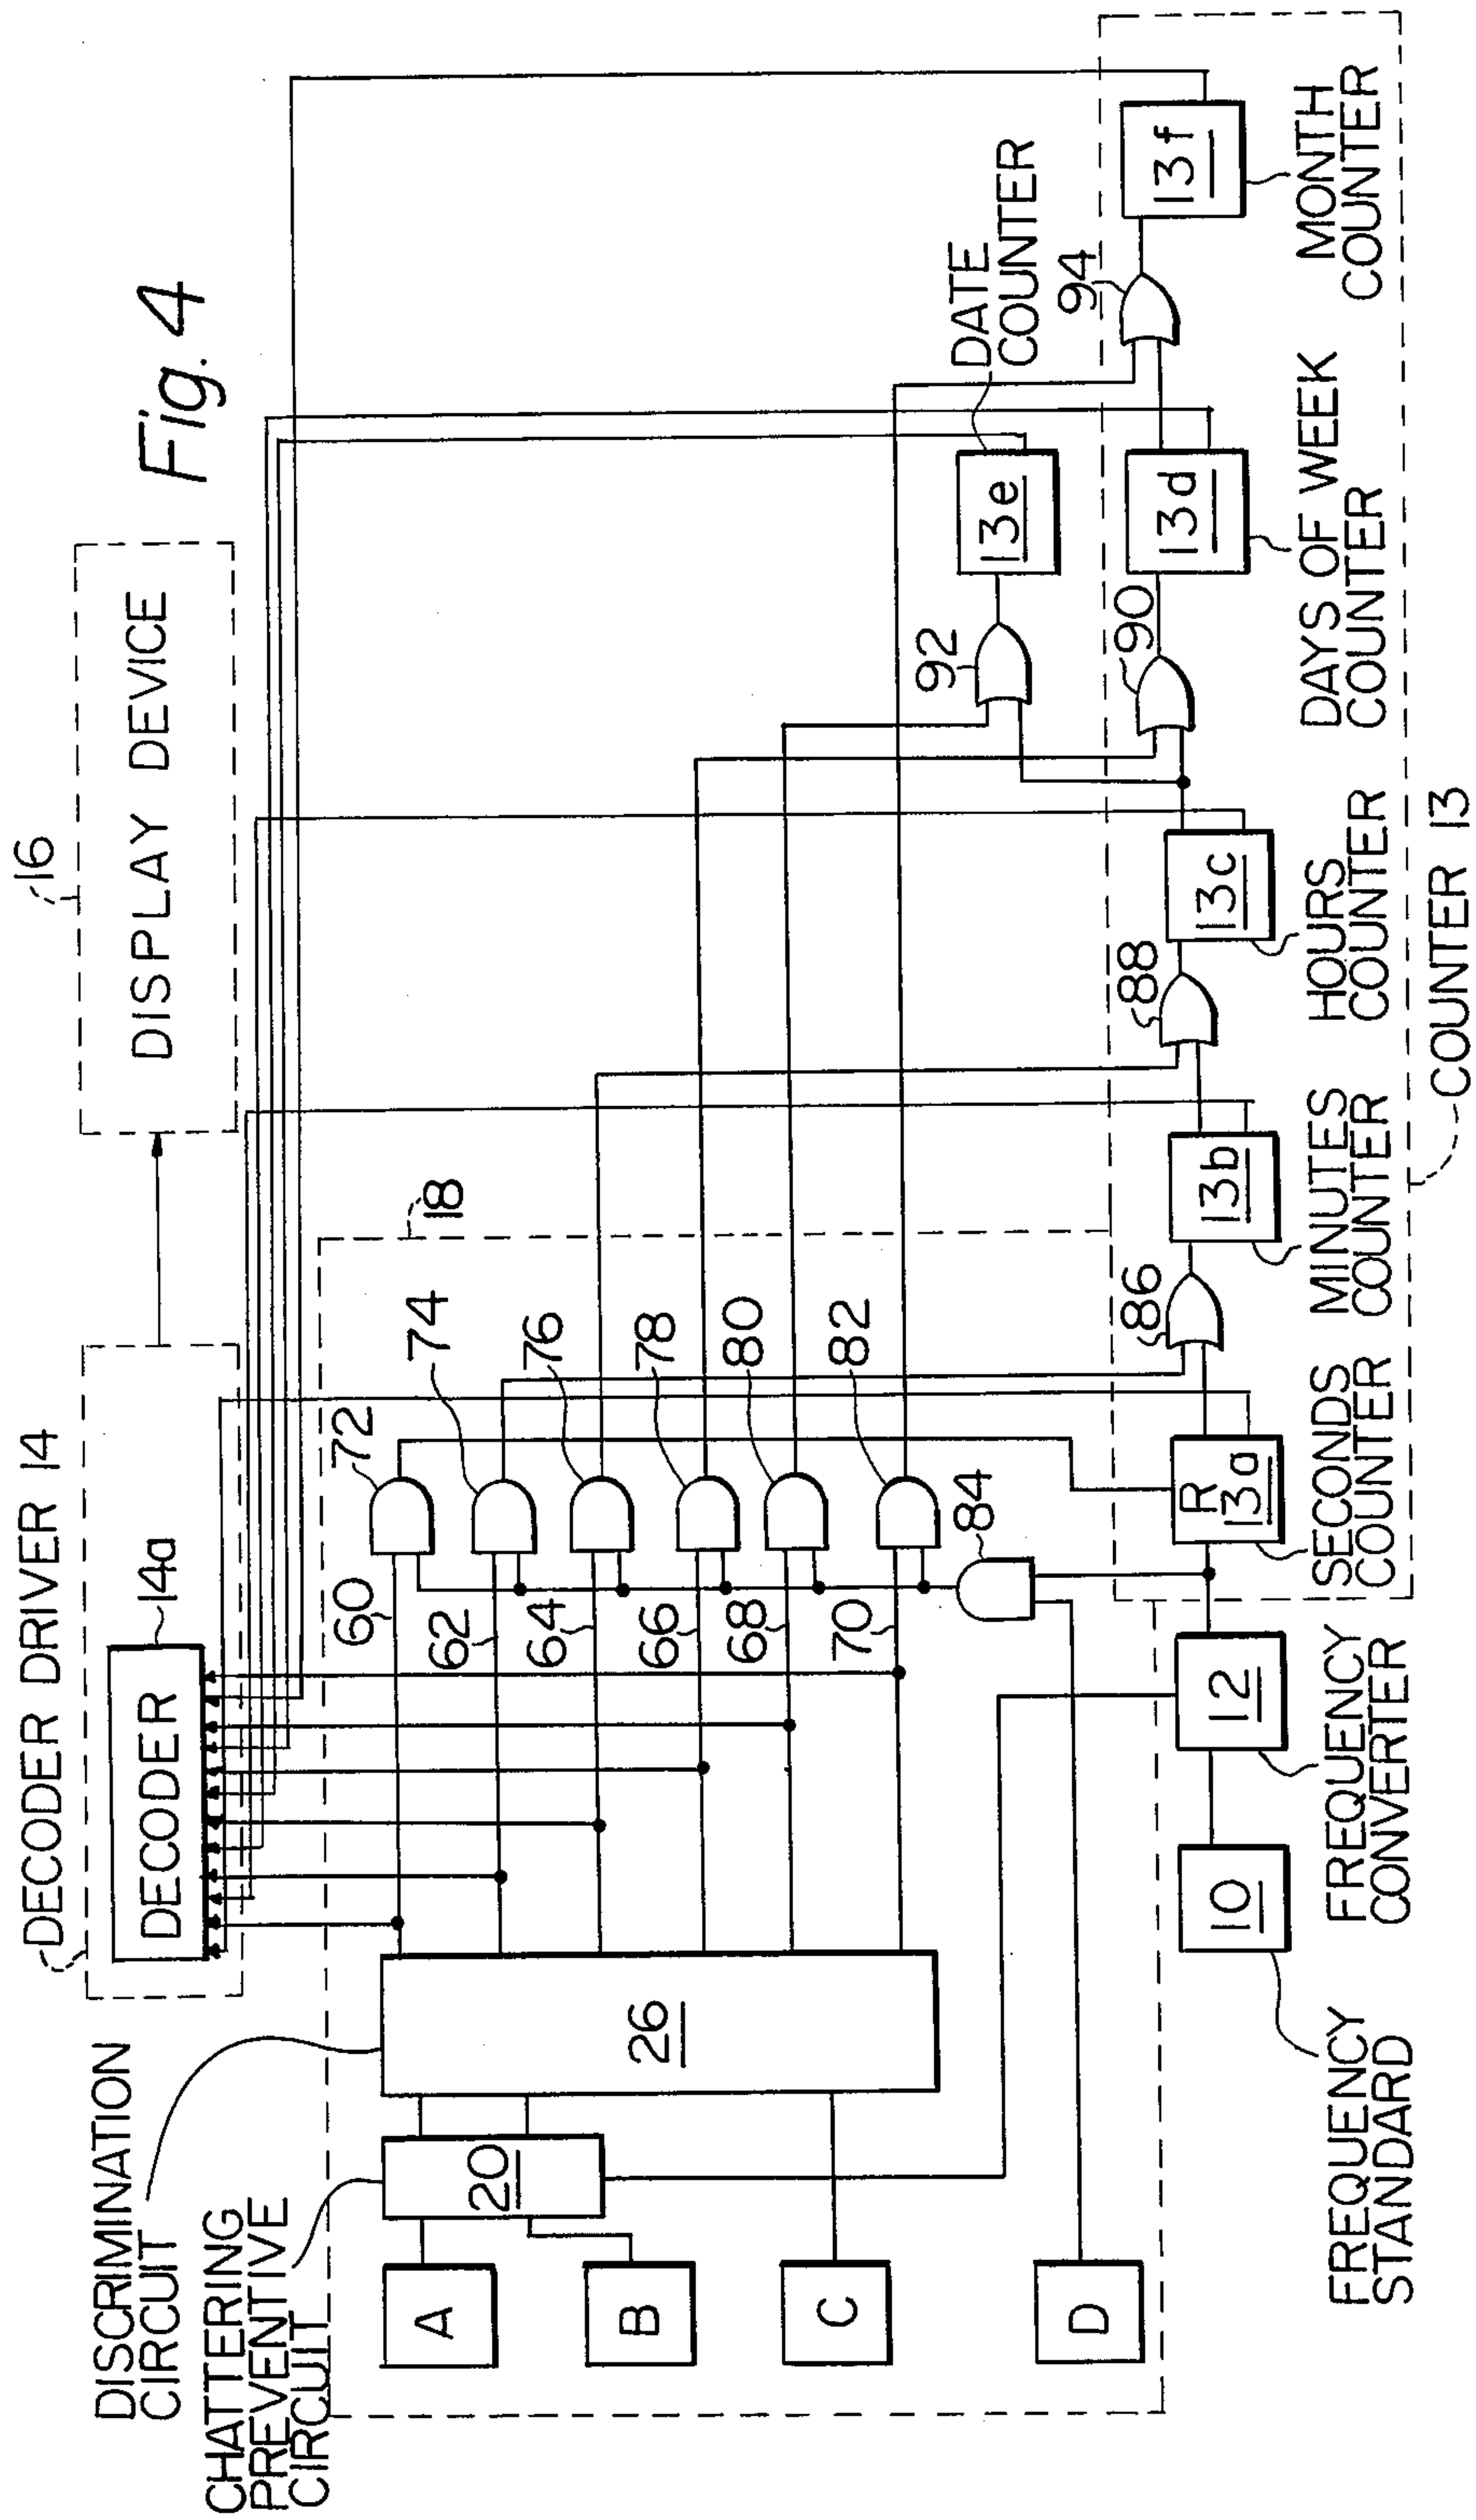 Fig. 4
DECODER DRIVER 14
14a
DECODER
16
DISPLAY DEVICE
DISCRIMINATION
CIRCUIT
CHATTERING
PREVENTIVE
CIRCUIT
18
A
B
C
D
20
26
60
62
64
66
68
70
72
74
76
78
80
82
84
86
88
90
92
94
10
12
R
13a
13b
13c
13d
13e
13f
DATE
COUNTER
FREQUENCY
STANDARD
FREQUENCY
CONVERTER
SECONDS
COUNTER
MINUTES
COUNTER
HOURS
COUNTER
DAYS OF WEEK
COUNTER
MONTH
COUNTER
COUNTER 13